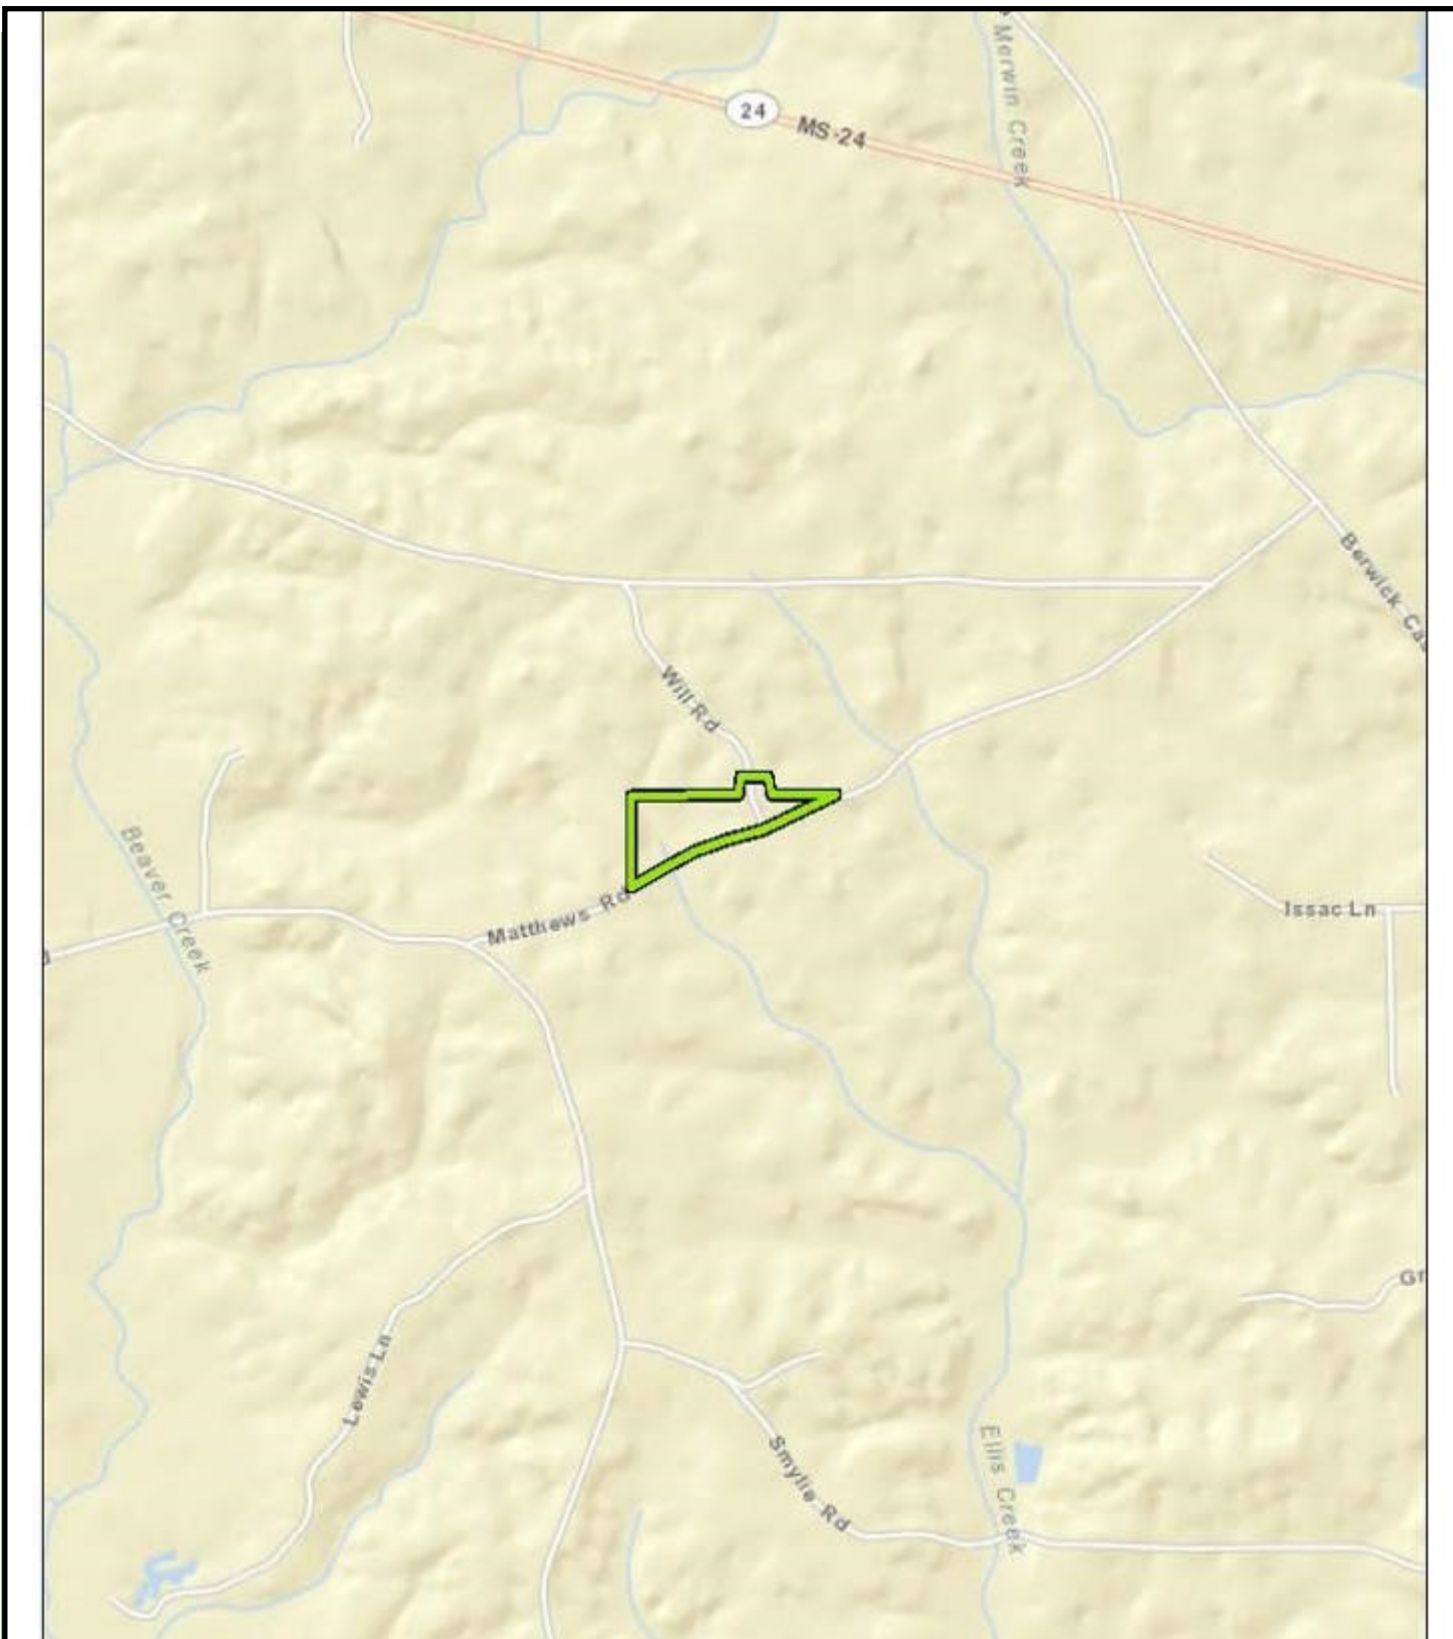 Merwin Creek
24
MS-24
Berwick Cas
Will Rd
Beaver Creek
Issac Ln
Matthews Rd
Gr
Lewis Ln
Ellis Creek
Smylie Rd